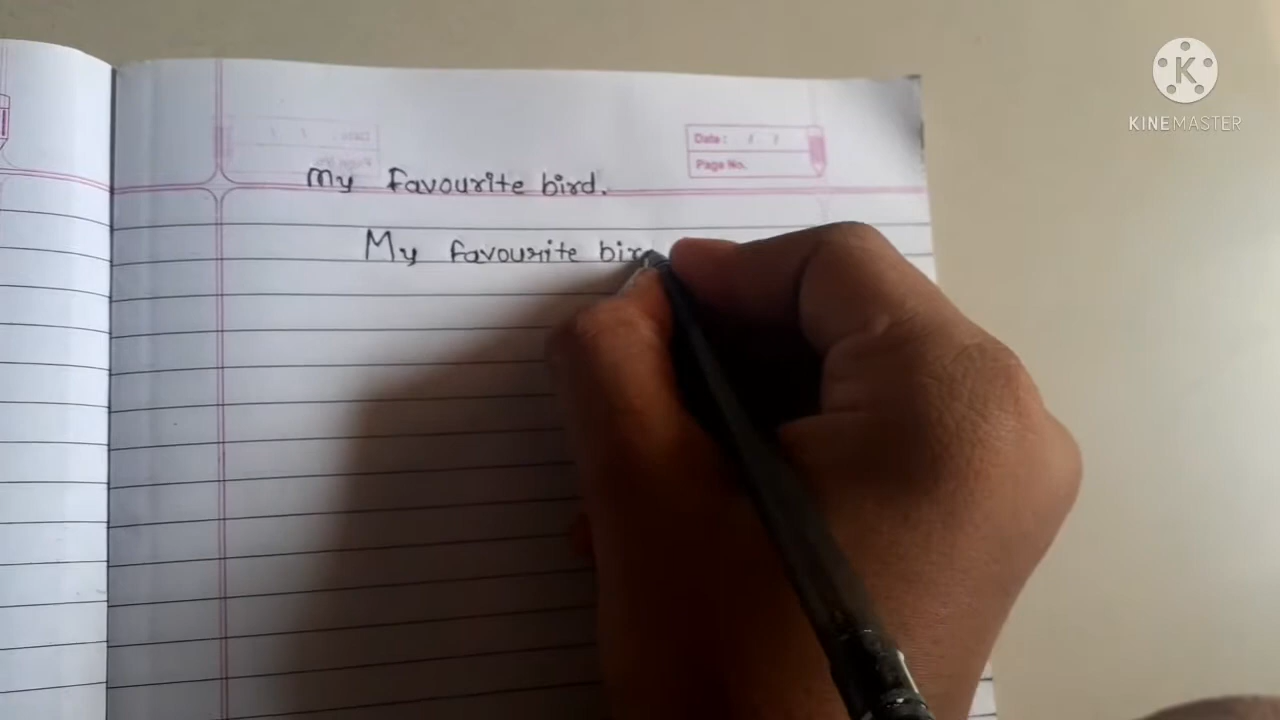 K
KINEMASTER
Date :
Page No.
My favourite bird.
My favourite bir